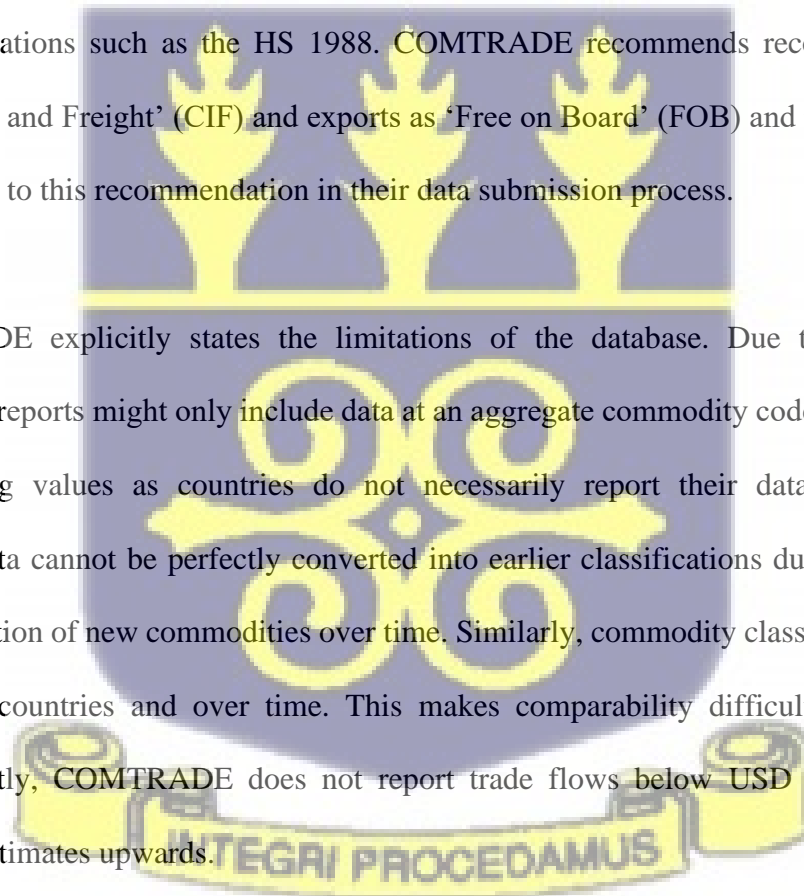 ations such as the HS 1988. COMTRADE recommends reco
and Freight’ (CIF) and exports as ‘Free on Board’ (FOB) and
to this recommendation in their data submission process.
DE explicitly states the limitations of the database. Due t
reports might only include data at an aggregate commodity code
g values as countries do not necessarily report their data
ta cannot be perfectly converted into earlier classifications du
tion of new commodities over time. Similarly, commodity class
countries and over time. This makes comparability difficul
tly, COMTRADE does not report trade flows below USD
timates upwards.
INTEGRI PROCEDAMUS